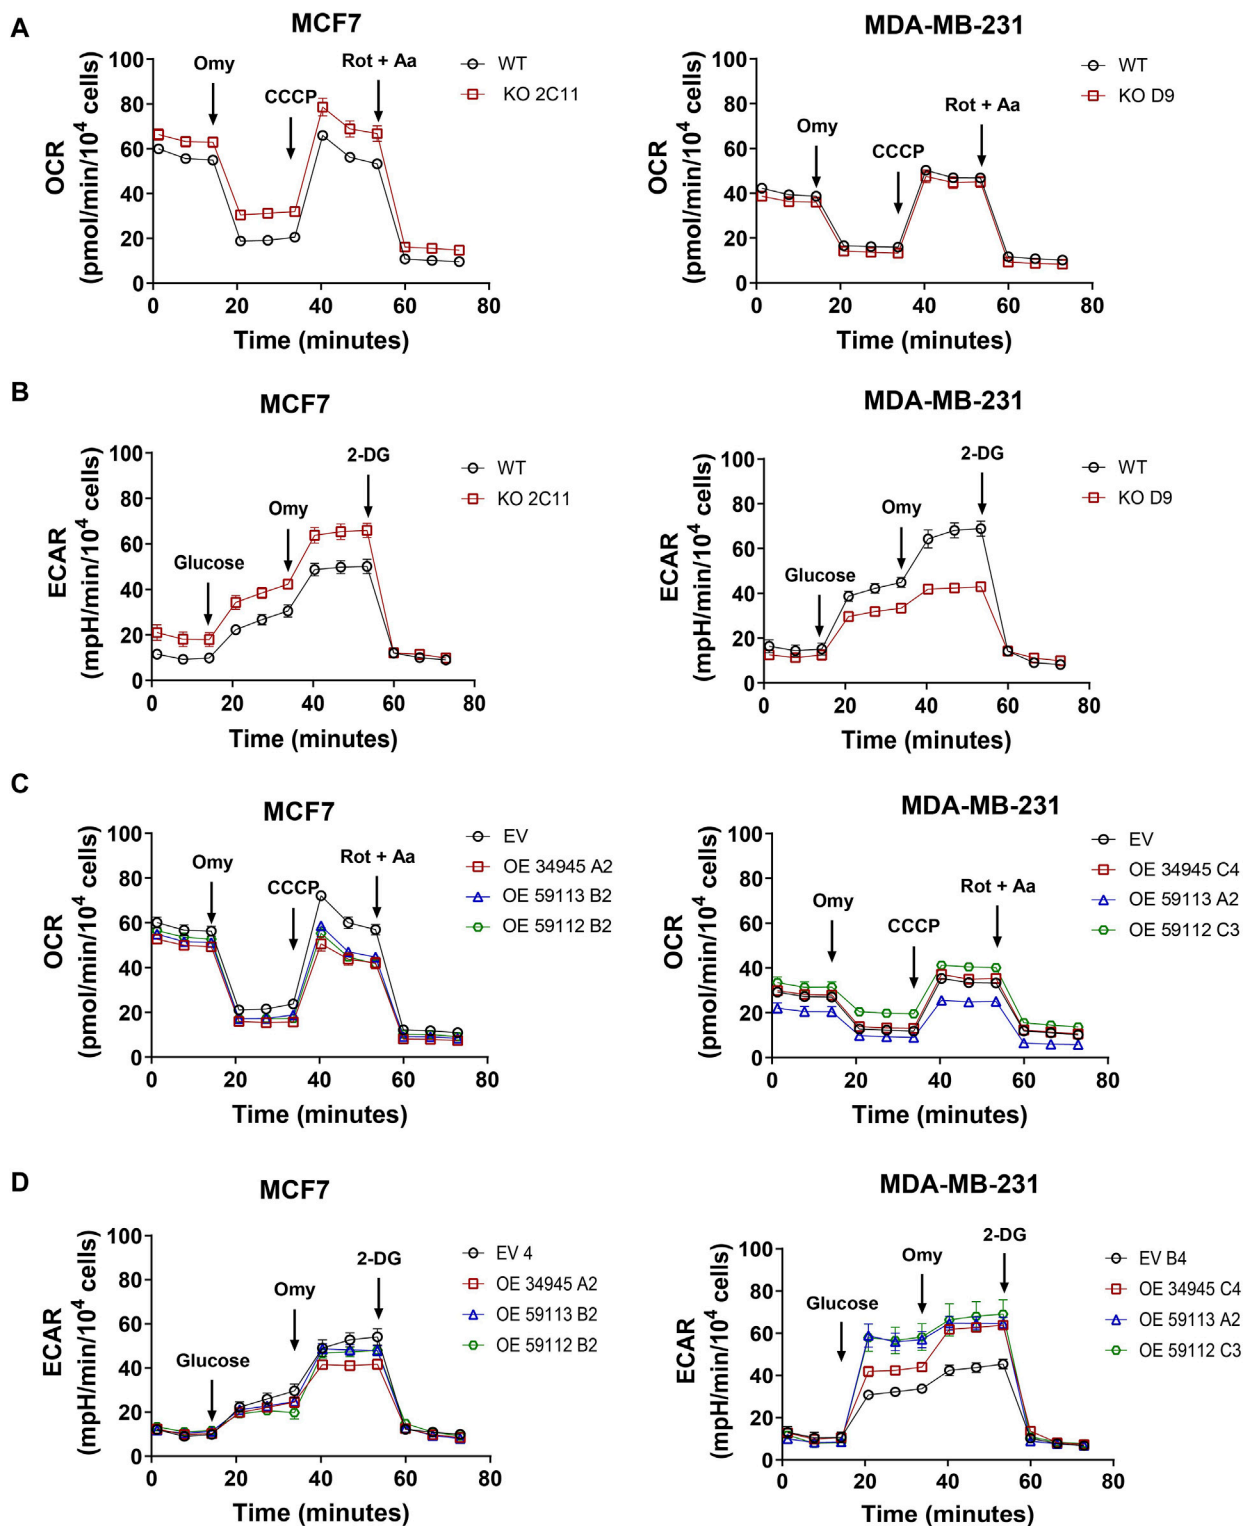 A
MCF7
OCR
(pmol/min/10⁴ cells)
100
80
60
40
20
0
0
20
40
60
80
Time (minutes)
Omy
CCCP
Rot + Aa
WT
KO 2C11
MDA-MB-231
OCR
(pmol/min/10⁴ cells)
100
80
60
40
20
0
0
20
40
60
80
Time (minutes)
Omy
CCCP
Rot + Aa
WT
KO D9
B
MCF7
ECAR
(mpH/min/10⁴ cells)
100
80
60
40
20
0
0
20
40
60
80
Time (minutes)
Glucose
Omy
2-DG
WT
KO 2C11
MDA-MB-231
ECAR
(mpH/min/10⁴ cells)
100
80
60
40
20
0
0
20
40
60
80
Time (minutes)
Glucose
Omy
2-DG
WT
KO D9
C
MCF7
OCR
(pmol/min/10⁴ cells)
100
80
60
40
20
0
0
20
40
60
80
Time (minutes)
Omy
CCCP
Rot + Aa
EV
OE 34945 A2
OE 59113 B2
OE 59112 B2
MDA-MB-231
OCR
(pmol/min/10⁴ cells)
100
80
60
40
20
0
0
20
40
60
80
Time (minutes)
Omy
CCCP
Rot + Aa
EV
OE 34945 C4
OE 59113 A2
OE 59112 C3
D
MCF7
ECAR
(mpH/min/10⁴ cells)
100
80
60
40
20
0
0
20
40
60
80
Time (minutes)
Glucose
Omy
2-DG
EV 4
OE 34945 A2
OE 59113 B2
OE 59112 B2
MDA-MB-231
ECAR
(mpH/min/10⁴ cells)
100
80
60
40
20
0
0
20
40
60
80
Time (minutes)
Glucose
Omy
2-DG
EV B4
OE 34945 C4
OE 59113 A2
OE 59112 C3